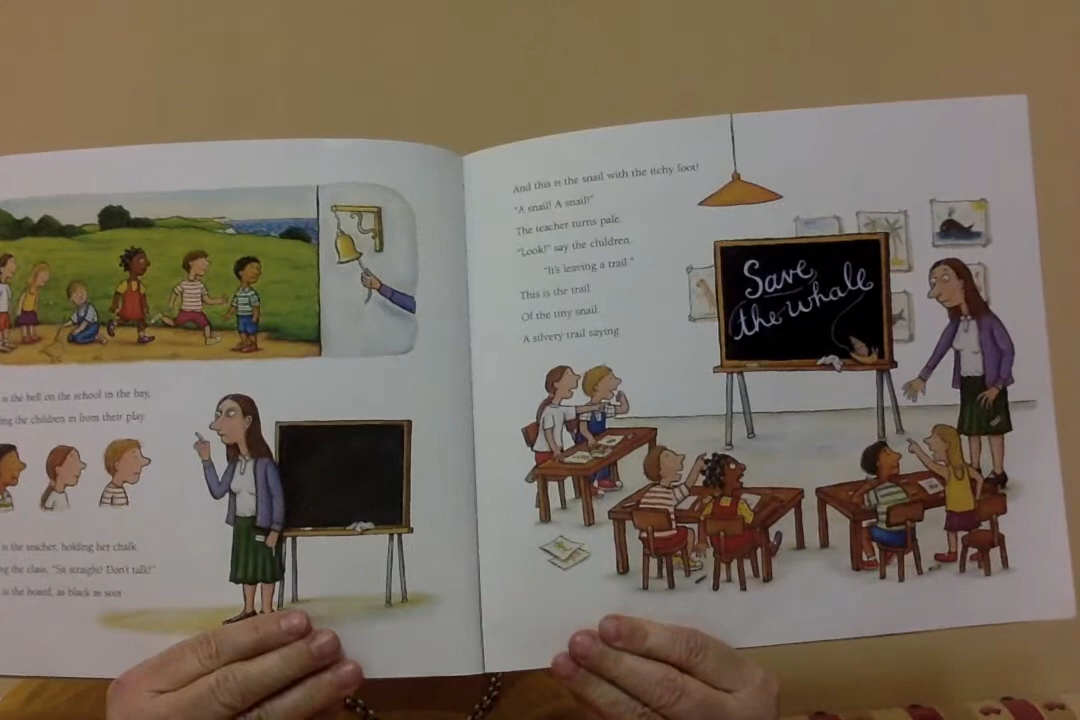 is the bell on the school in the bay,
ing the children in from their play.
is the teacher, holding her chalk.
ng the class, "Sit straight! Don't talk!"
is the board, as black as soot
And this is the snail with the itchy foot!
"A snail! A snail!"
The teacher turns pale.
"Look!" say the children.
"It's leaving a trail."
This is the trail
Of the tiny snail.
A silvery trail saying
Save
the whale